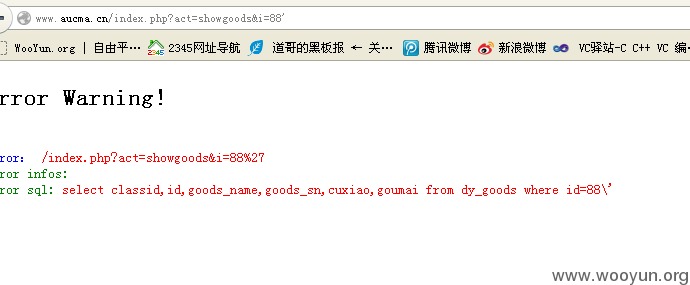 www.aucma.cn/index.php?act=showgoods&i=88'
WooYun.org | 自由平… 2345网址导航 道哥的黑板报 ← 关… 腾讯微博 新浪微博 VC驿站-C C++ VC 编
rror Warning!
ror: /index.php?act=showgoods&i=88%27
ror infos:
ror sql: select classid,id,goods_name,goods_sn,cuxiao,goumai from dy_goods where id=88\'
www.wooyun.org